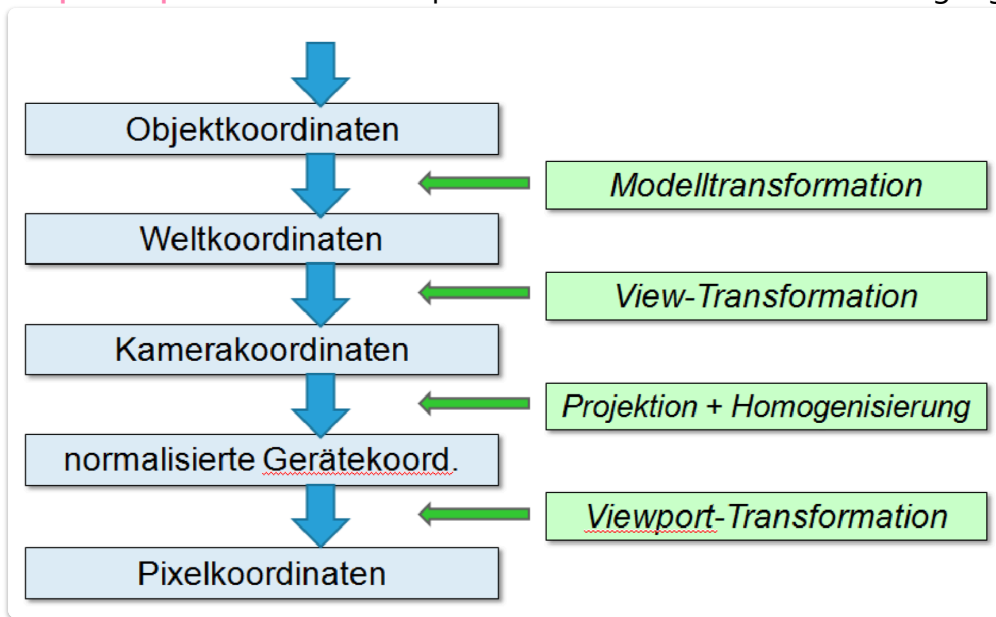 Objektkoordinaten
Modelltransformation
Weltkoordinaten
View-Transformation
Kamerakoordinaten
Projektion + Homogenisierung
normalisierte Gerätekoord.
Viewport-Transformation
Pixelkoordinaten